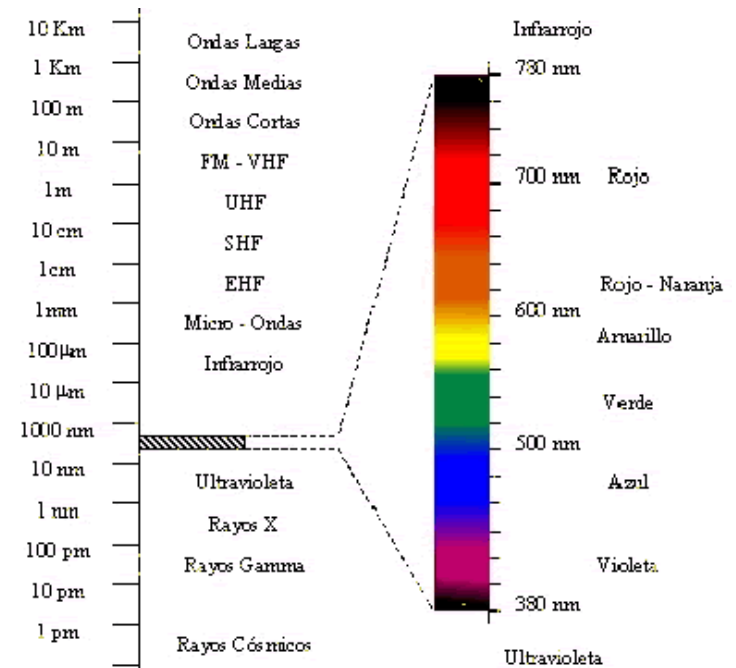 10 Km
1 Km
100 m
10 m
1m
10 cm
1cm
1mm
100µm
10 µm
1000 nm
10 nm
1 nm
100 pm
10 pm
1 pm
Ondas Largas
Ondas Medias
Ondas Cortas
FM - VHF
UHF
SHF
EHF
Micro - Ondas
Infrarrojo
Ultravioleta
Rayos X
Rayos Gamma
Rayos Cósmicos
Infrarrojo
780 nm
700 nm Rojo
Rojo - Naranja
600 nm
Amarillo
Verde
500 nm
Azul
Violeta
380 nm
Ultravioleta